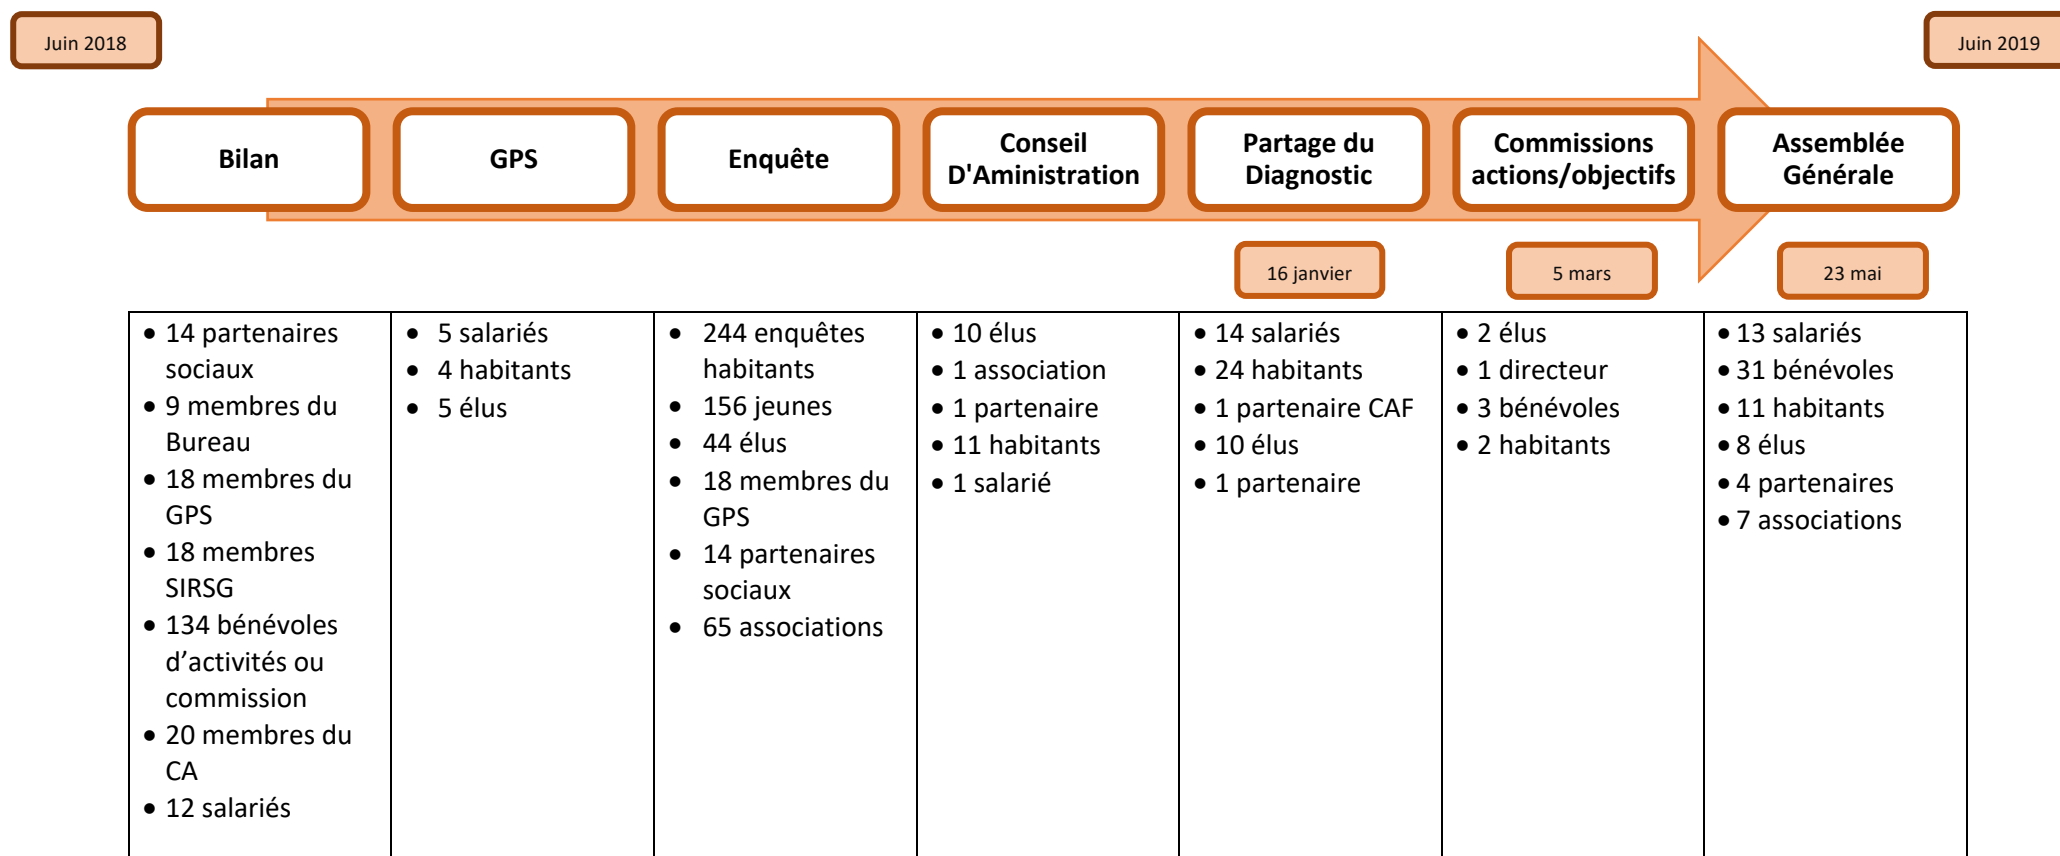 Juin 2018
Juin 2019
Bilan
GPS
Enquête
Conseil
D'Aministration
Partage du
Diagnostic
Commissions
actions/objectifs
Assemblée
Générale
16 janvier
5 mars
23 mai
• 14 partenaires
sociaux
• 9 membres du
Bureau
• 18 membres du
GPS
• 18 membres
SIRSG
• 134 bénévoles
d’activités ou
commission
• 20 membres du
CA
• 12 salariés
• 5 salariés
• 4 habitants
• 5 élus
• 244 enquêtes
habitants
• 156 jeunes
• 44 élus
• 18 membres du
GPS
• 14 partenaires
sociaux
• 65 associations
• 10 élus
• 1 association
• 1 partenaire
• 11 habitants
• 1 salarié
• 14 salariés
• 24 habitants
• 1 partenaire CAF
• 10 élus
• 1 partenaire
• 2 élus
• 1 directeur
• 3 bénévoles
• 2 habitants
• 13 salariés
• 31 bénévoles
• 11 habitants
• 8 élus
• 4 partenaires
• 7 associations